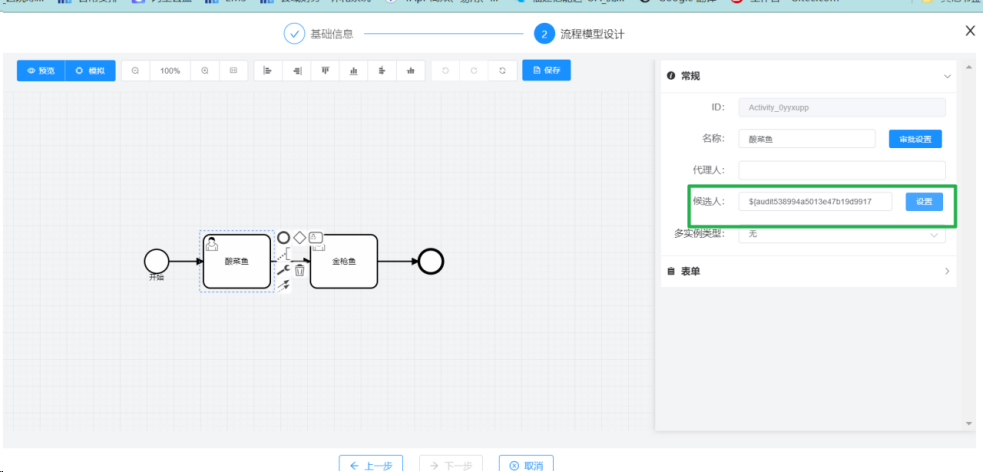 基础信息
2 流程模型设计
预览 模拟 100% 保存
常规
ID: Activity_0yyxupp
名称: 酸菜鱼 审批设置
代理人:
候选人: ${audit538994a5013e47b19d9917 设置
多实例类型: 无
表单
开始
酸菜鱼
金枪鱼
上一步 下一步 取消